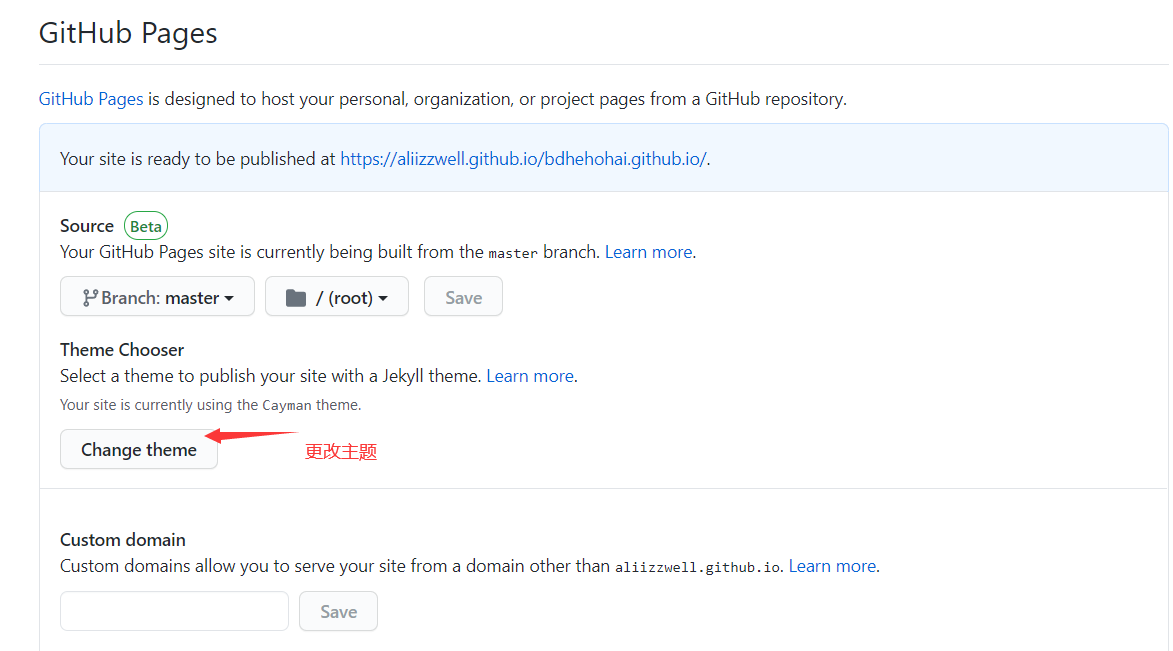 GitHub Pages
GitHub Pages is designed to host your personal, organization, or project pages from a GitHub repository.
Your site is ready to be published at https://aliizzwell.github.io/bdhehohai.github.io/.
Source Beta
Your GitHub Pages site is currently being built from the master branch. Learn more.
Branch: master / (root) Save
Theme Chooser
Select a theme to publish your site with a Jekyll theme. Learn more.
Your site is currently using the Cayman theme.
Change theme 更改主题
Custom domain
Custom domains allow you to serve your site from a domain other than aliizzwell.github.io. Learn more.
Save